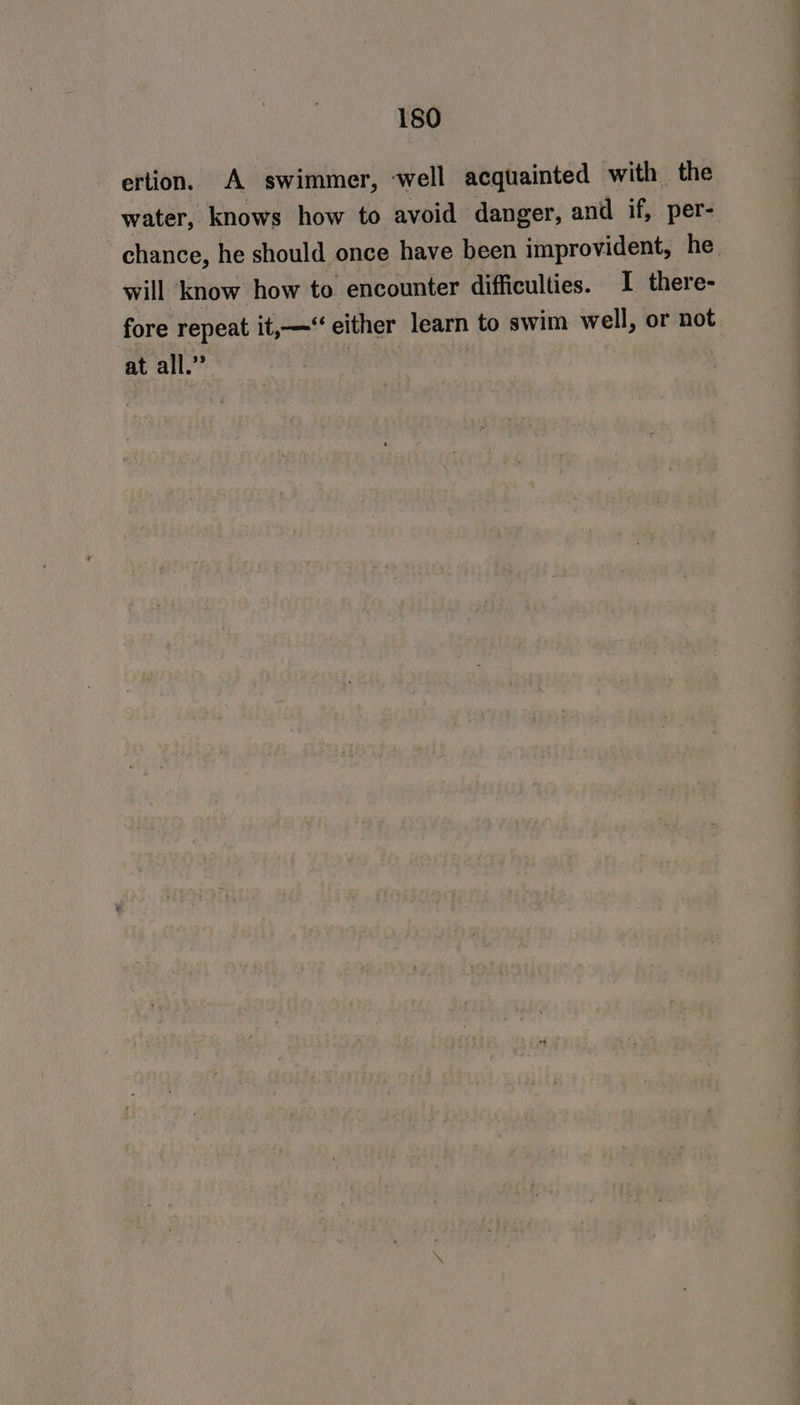 180
ertion. A swimmer, well acquainted with the
water, knows how to avoid danger, and if, per-
chance, he should once have been improvident, he
will know how to encounter difficulties. I there-
fore repeat it,—“ either learn to swim well, or not
at all.”